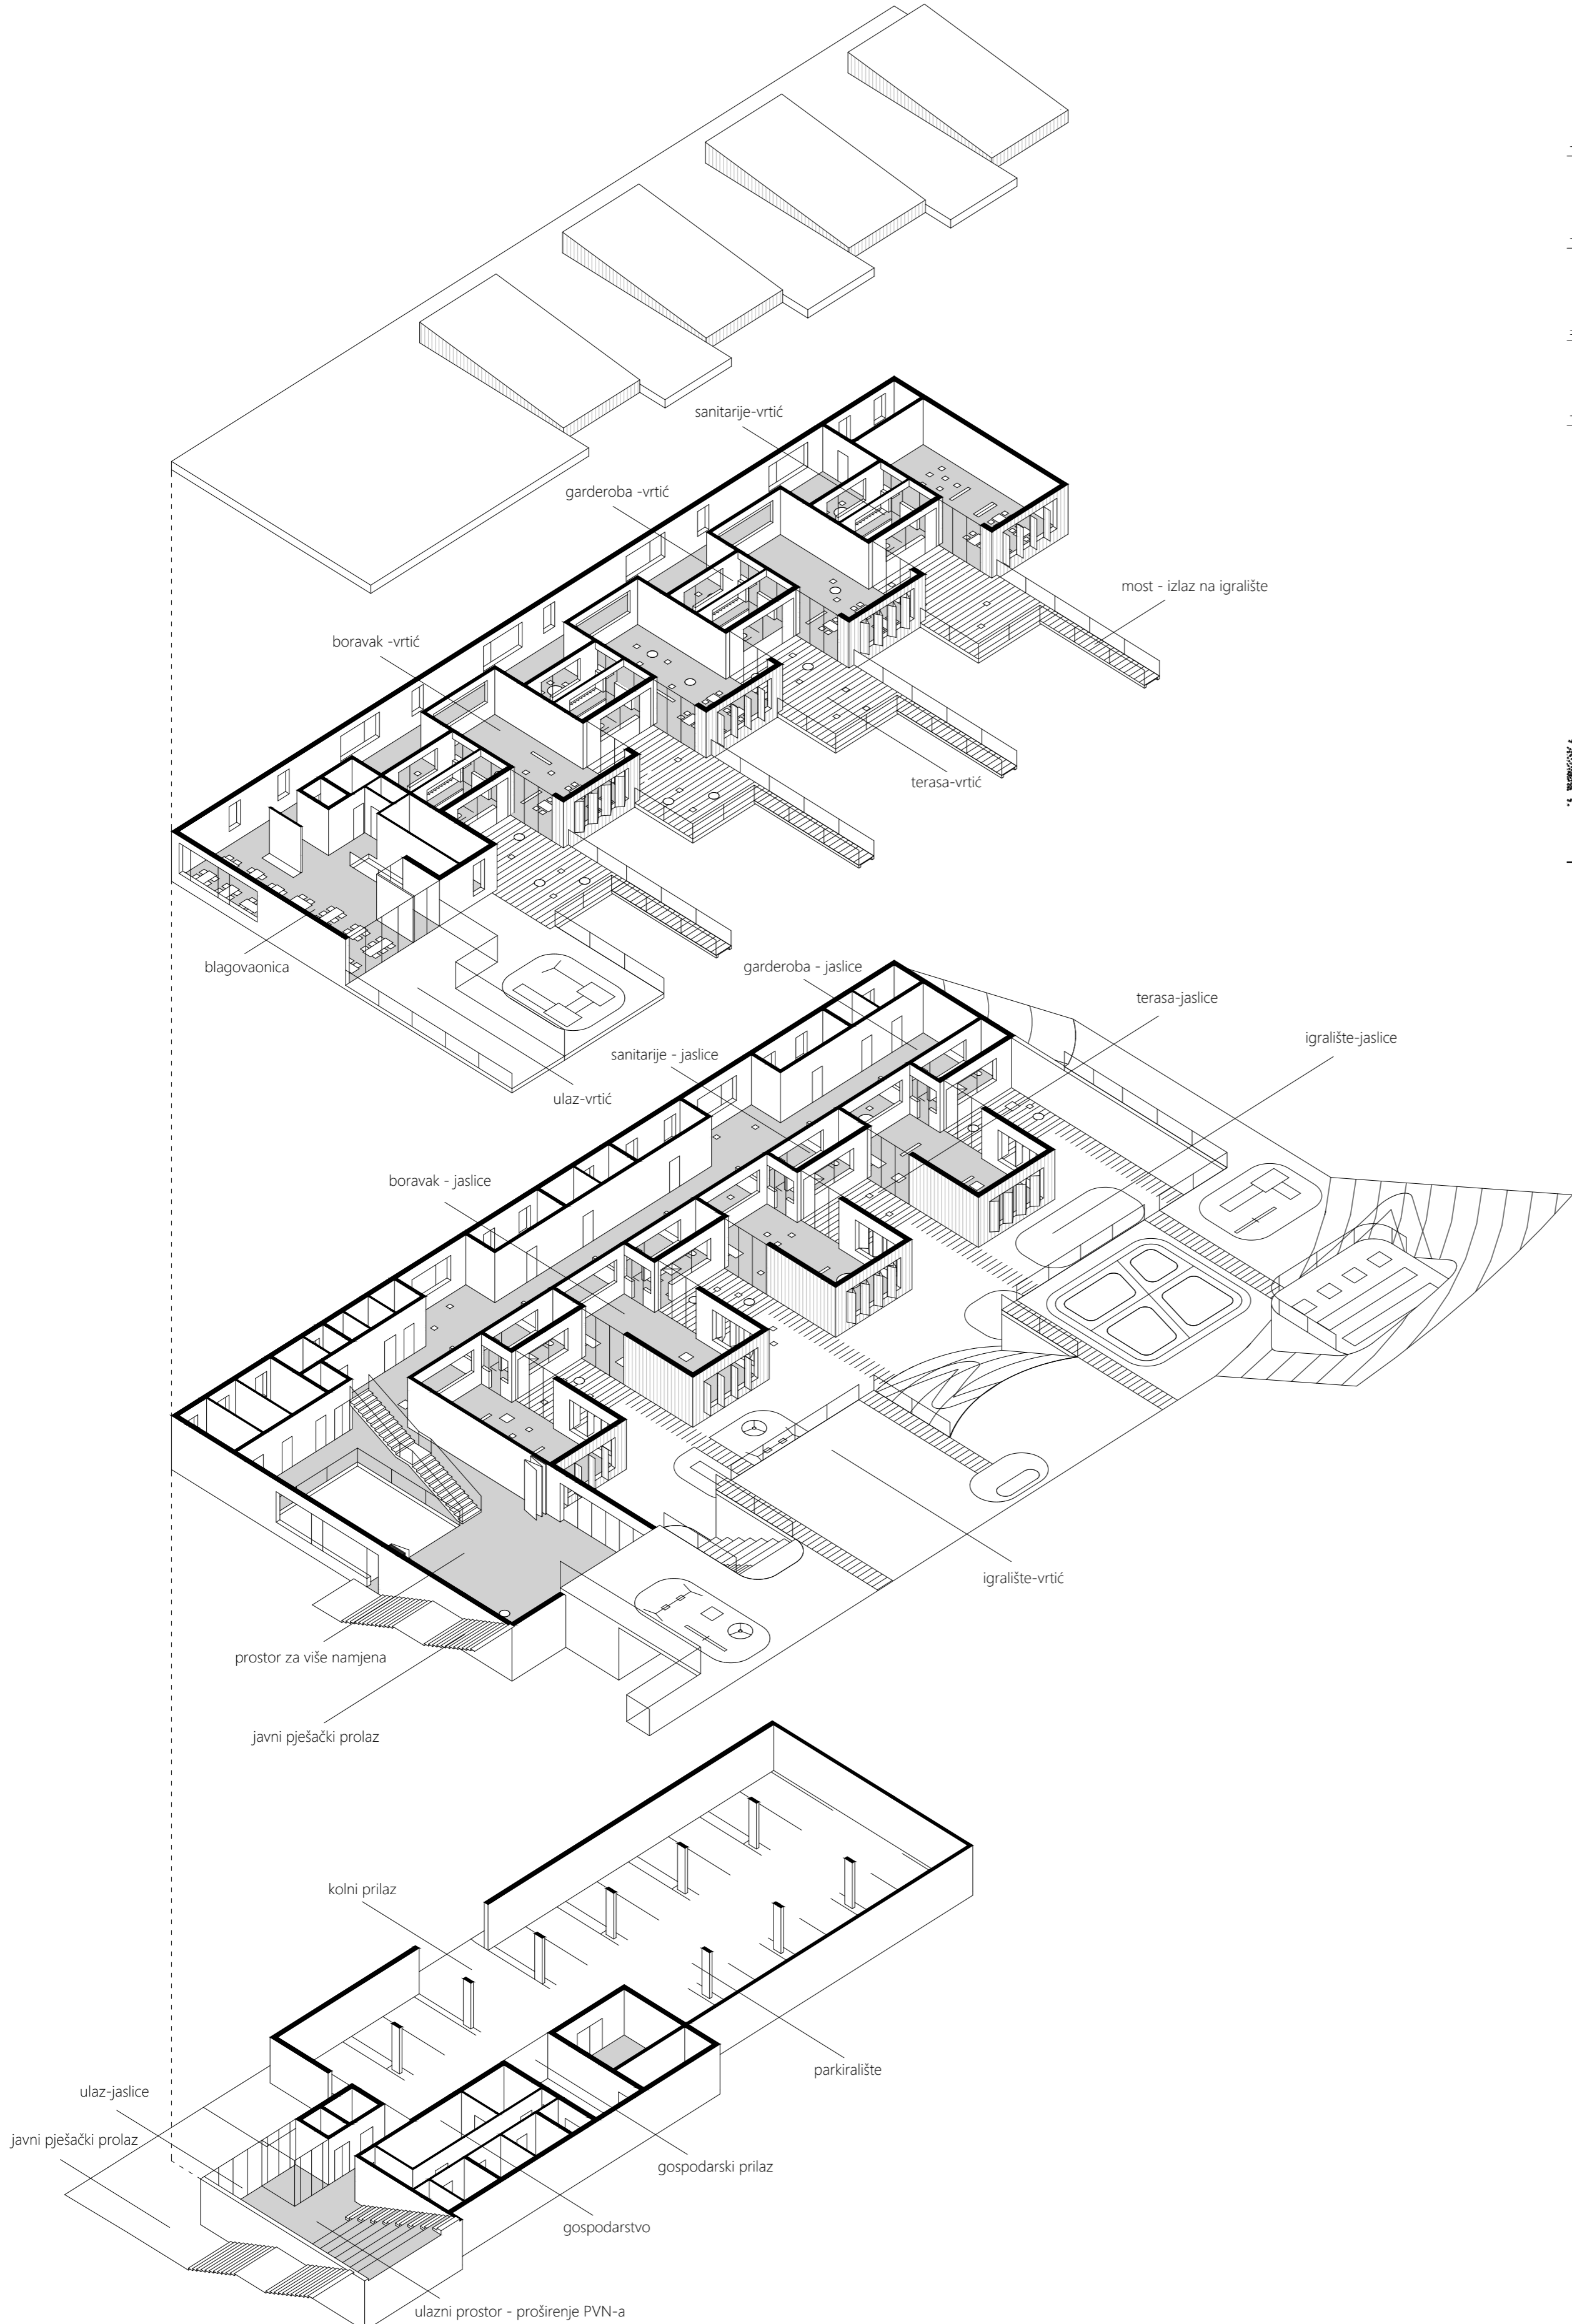 sanitarije-vrtić
garderoba -vrtić
most - izlaz na igralište
boravak -vrtić
terasa-vrtić
blagovaonica
garderoba - jaslice
terasa-jaslice
igralište-jaslice
sanitarije - jaslice
ulaz-vrtić
boravak - jaslice
igralište-vrtić
prostor za više namjena
javni pješački prolaz
kolni prilaz
parkiralište
ulaz-jaslice
javni pješački prolaz
gospodarski prilaz
gospodarstvo
ulazni prostor - proširenje PVN-a